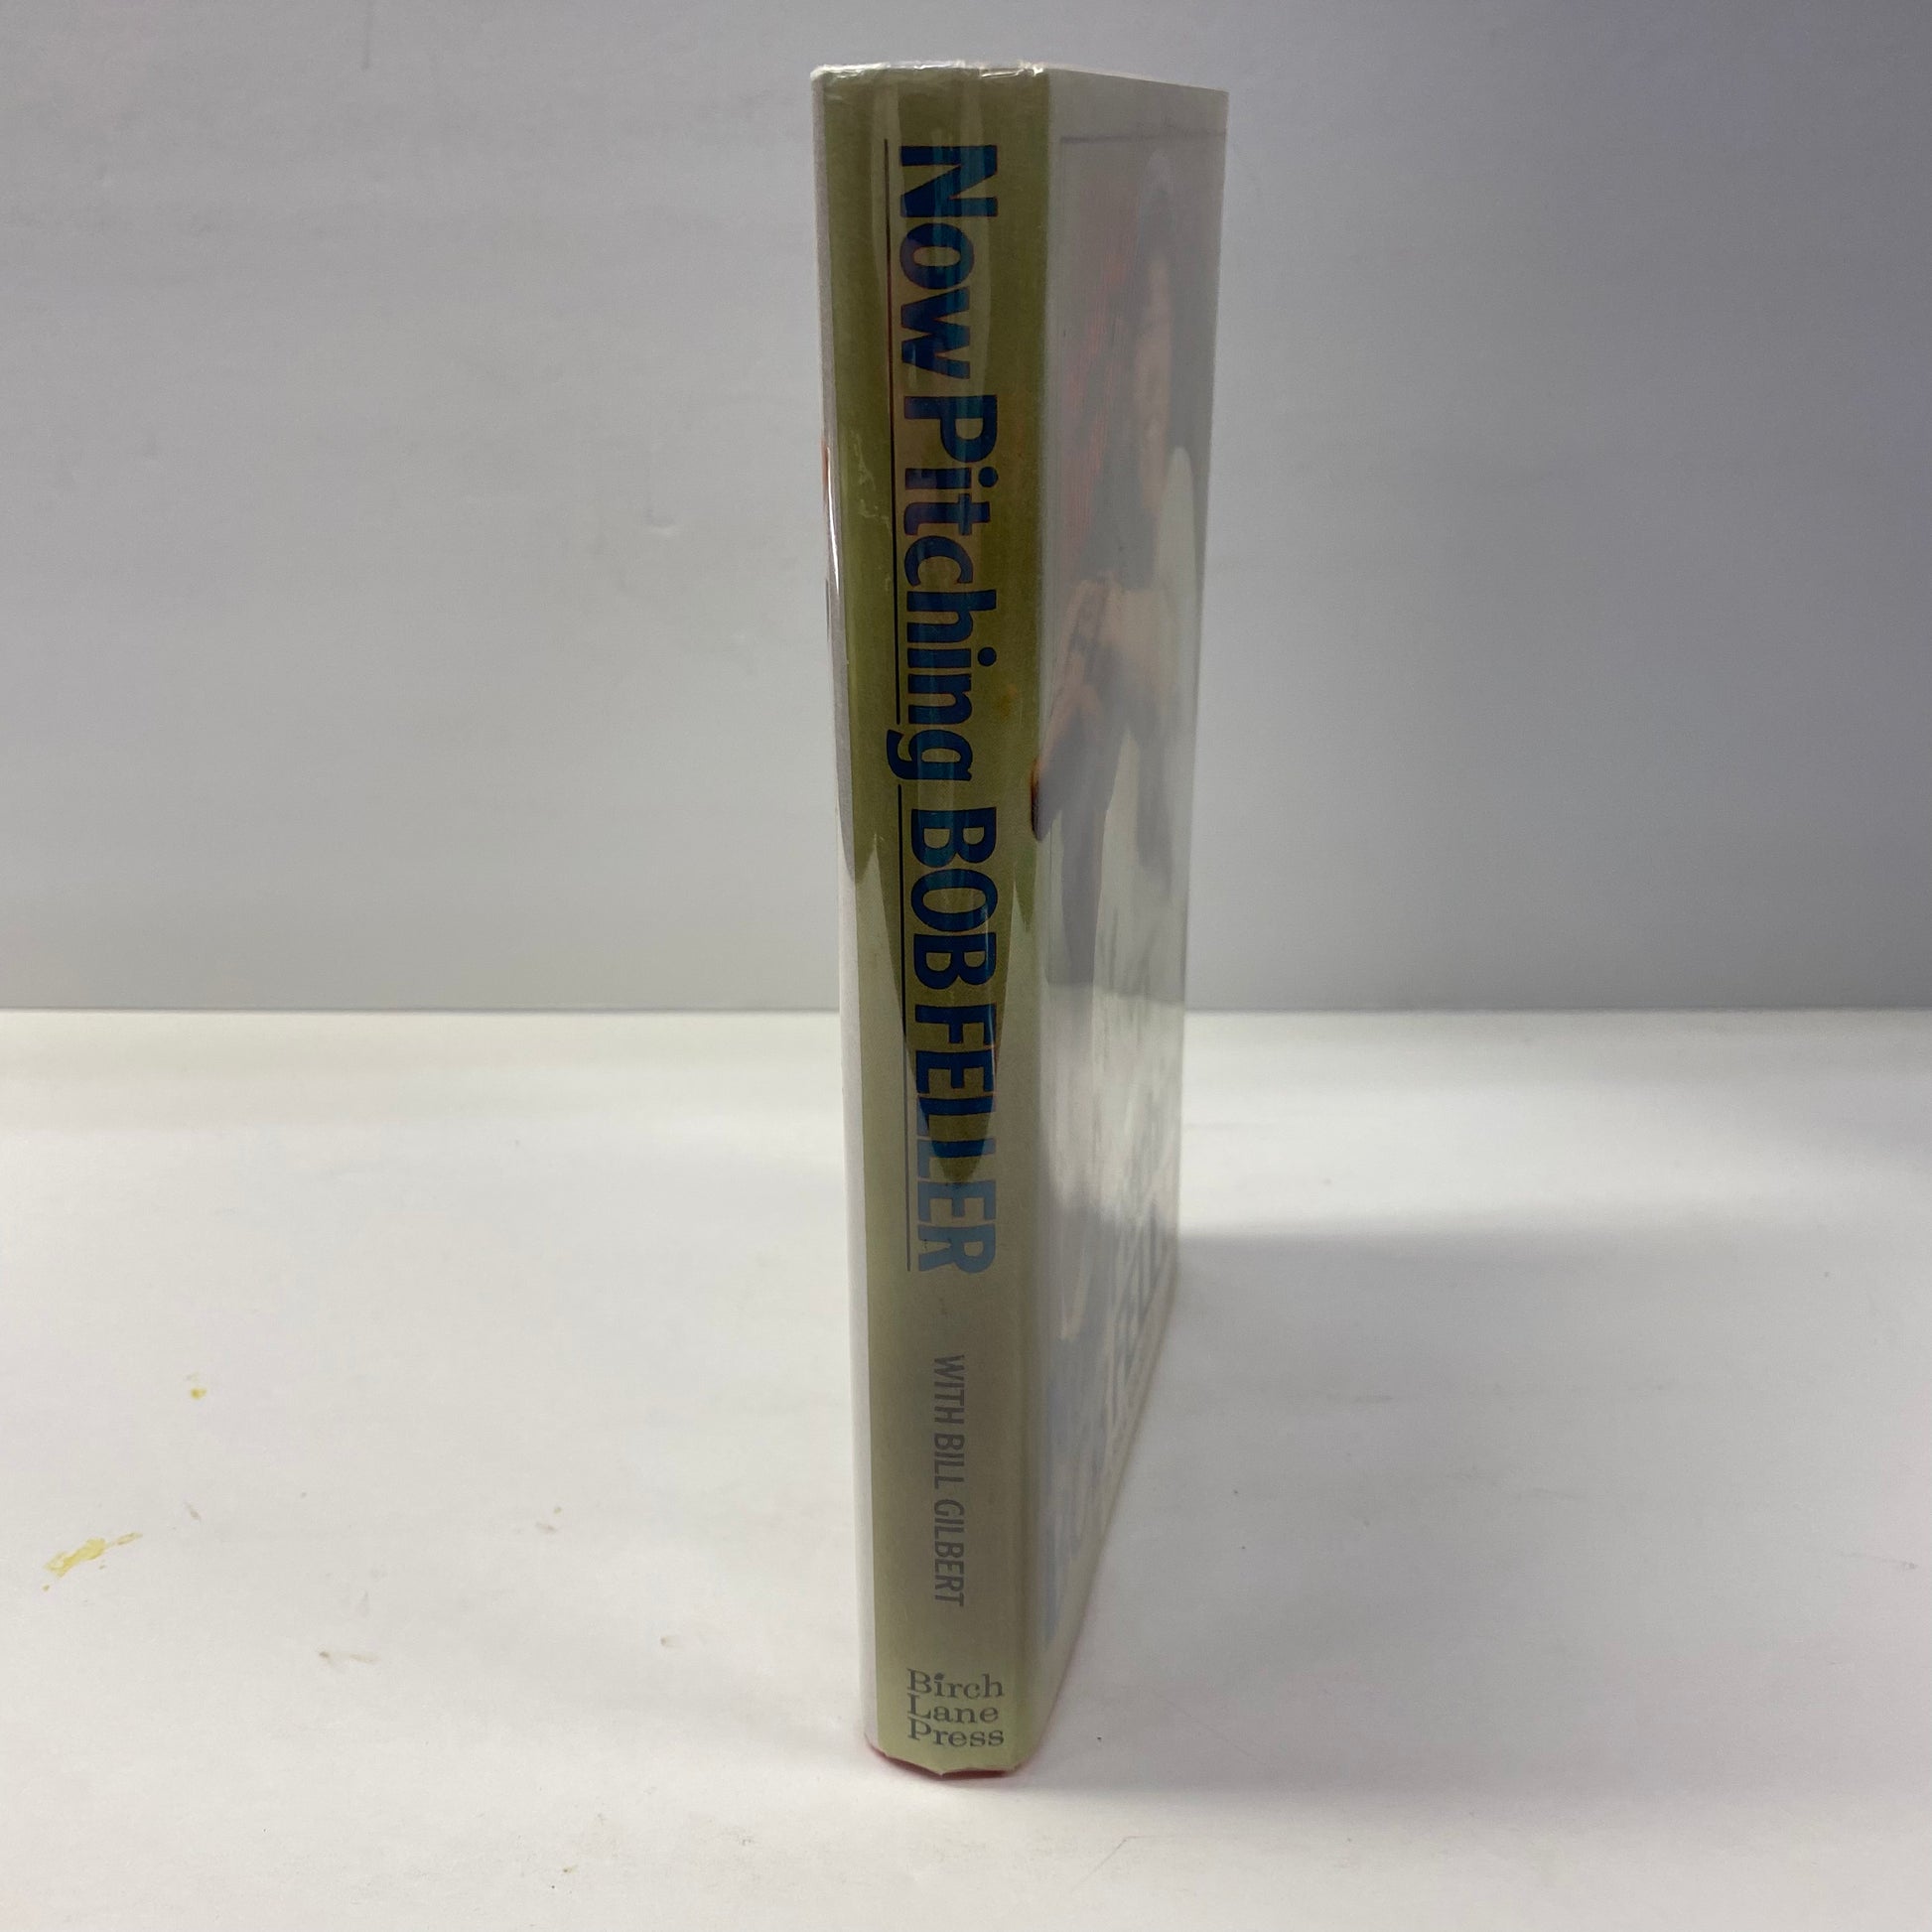 Now Pitching BOB FELLER
WITH BILL GILBERT
Birch
Lane
Press